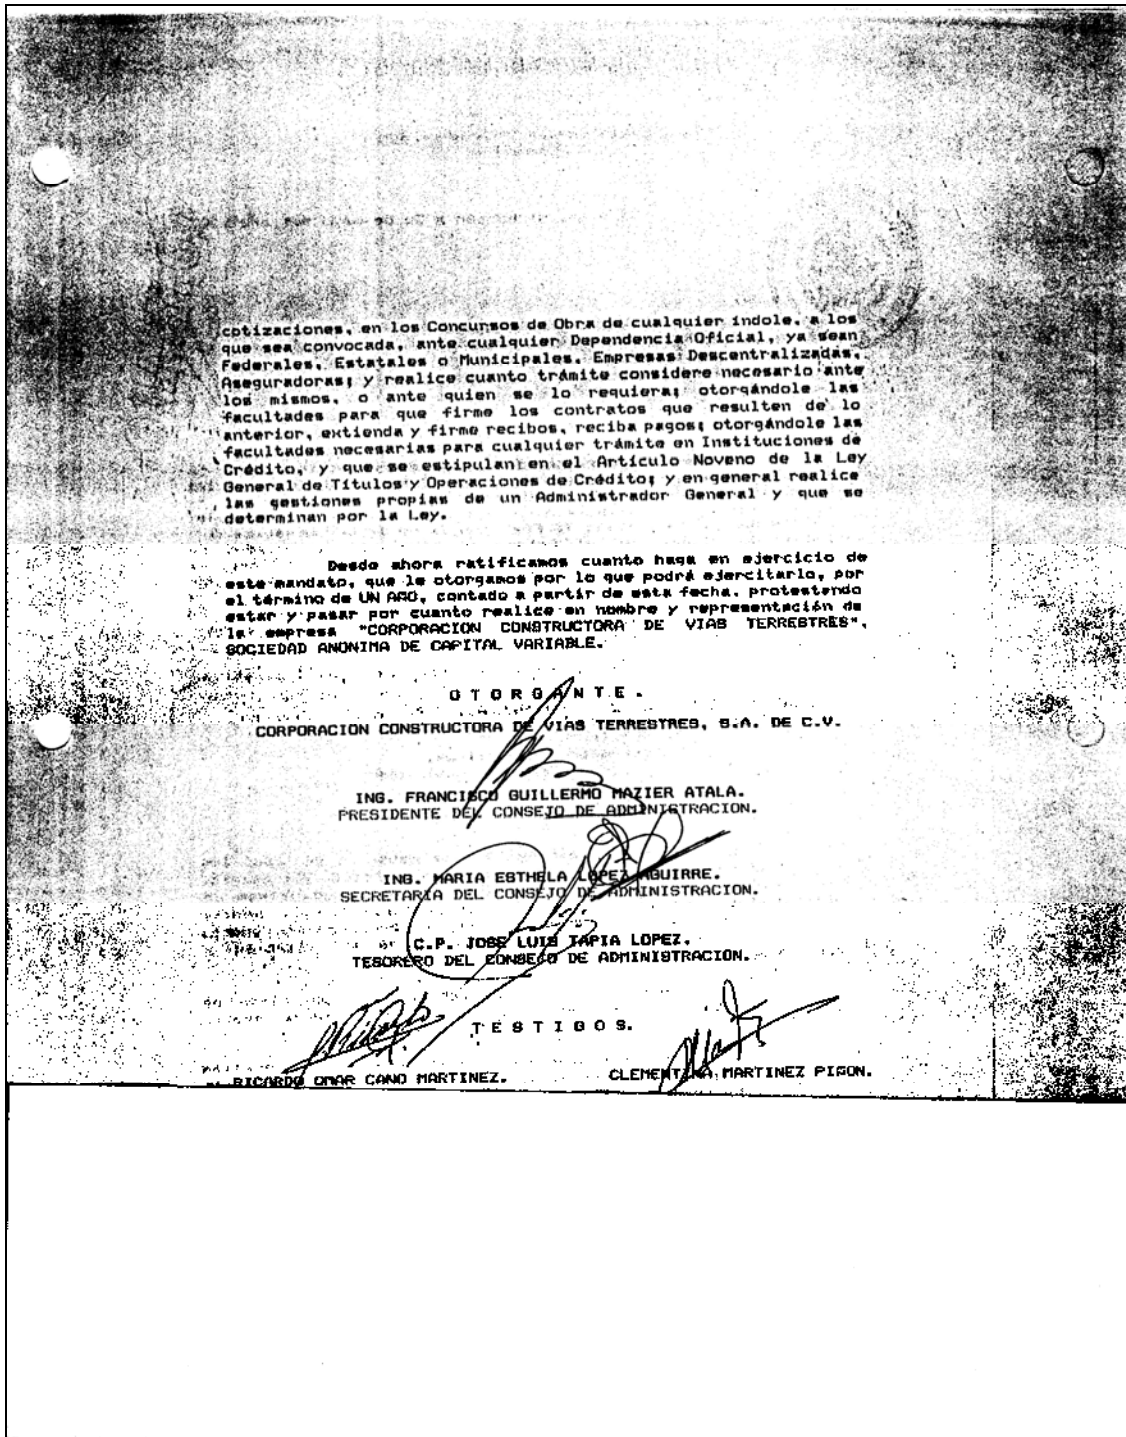 cotizaciones, en los Concursos de Obra de cualquier índole, a los
que sea convocada, ante cualquier Dependencia Oficial, ya sean
Federales, Estatales o Municipales, Empresas Descentralizadas,
Aseguradoras; y realice cuanto trámite considere necesario ante
los mismos, o ante quien se lo requiera; otorgándole las
facultades para que firme los contratos que resulten de lo
anterior, extienda y firme recibos, reciba pagos; otorgándole las
facultades necesarias para cualquier trámite en Instituciones de
Crédito, y que se estipulan en el Artículo Noveno de la Ley
General de Títulos y Operaciones de Crédito; y en general realice
las gestiones propias de un Administrador General y que se
determinan por la Ley.
Desde ahora ratificamos cuanto haga en ejercicio de
este mandato, que le otorgamos por lo que podrá ejercitarlo, por
el término de UN AÑO, contado a partir de esta fecha, protestando
estar y pasar por cuanto realice en nombre y representación de
la empresa "CORPORACION CONSTRUCTORA DE VIAS TERRESTRES",
SOCIEDAD ANONIMA DE CAPITAL VARIABLE.
O T O R G A N T E .
CORPORACION CONSTRUCTORA DE VIAS TERRESTRES, S.A. DE C.V.
ING. FRANCISCO GUILLERMO MAZIER ATALA.
PRESIDENTE DEL CONSEJO DE ADMINISTRACION.
ING. MARIA ESTHELA LOPEZ AGUIRRE.
SECRETARIA DEL CONSEJO DE ADMINISTRACION.
C.P. JOSE LUIS TAPIA LOPEZ.
TESORERO DEL CONSEJO DE ADMINISTRACION.
T E S T I G O S.
RICARDO OMAR CANO MARTINEZ. CLEMENTINA MARTINEZ PIGON.